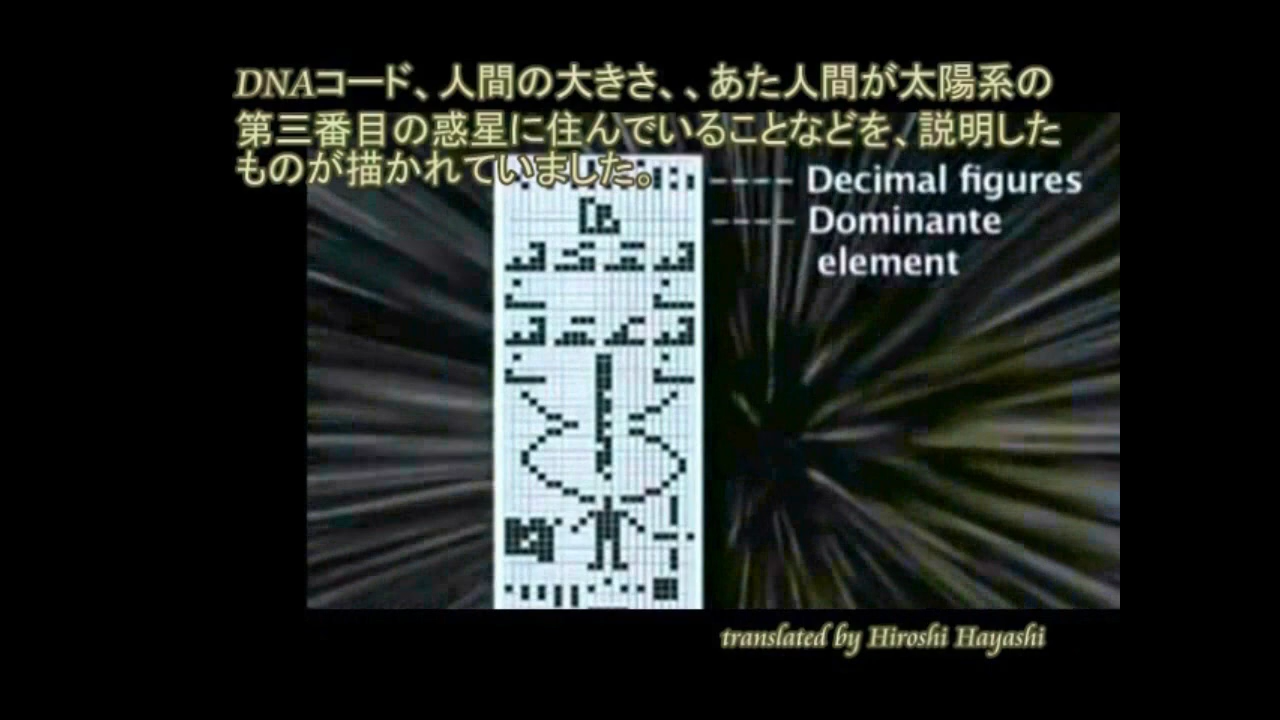 DNAコード、人間の大きさ、、あた人間が太陽系の
第三番目の惑星に住んでいることなどを、説明した
ものが描かれていました。
---- Decimal figures
---- Dominante
element
translated by Hiroshi Hayashi